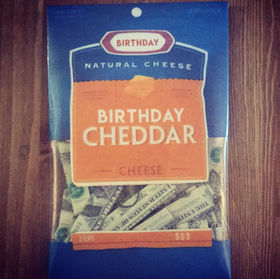 BIRTHDAY
NATURAL CHEESE
BIRTHDAY
CHEDDAR
CHEESE
$$$